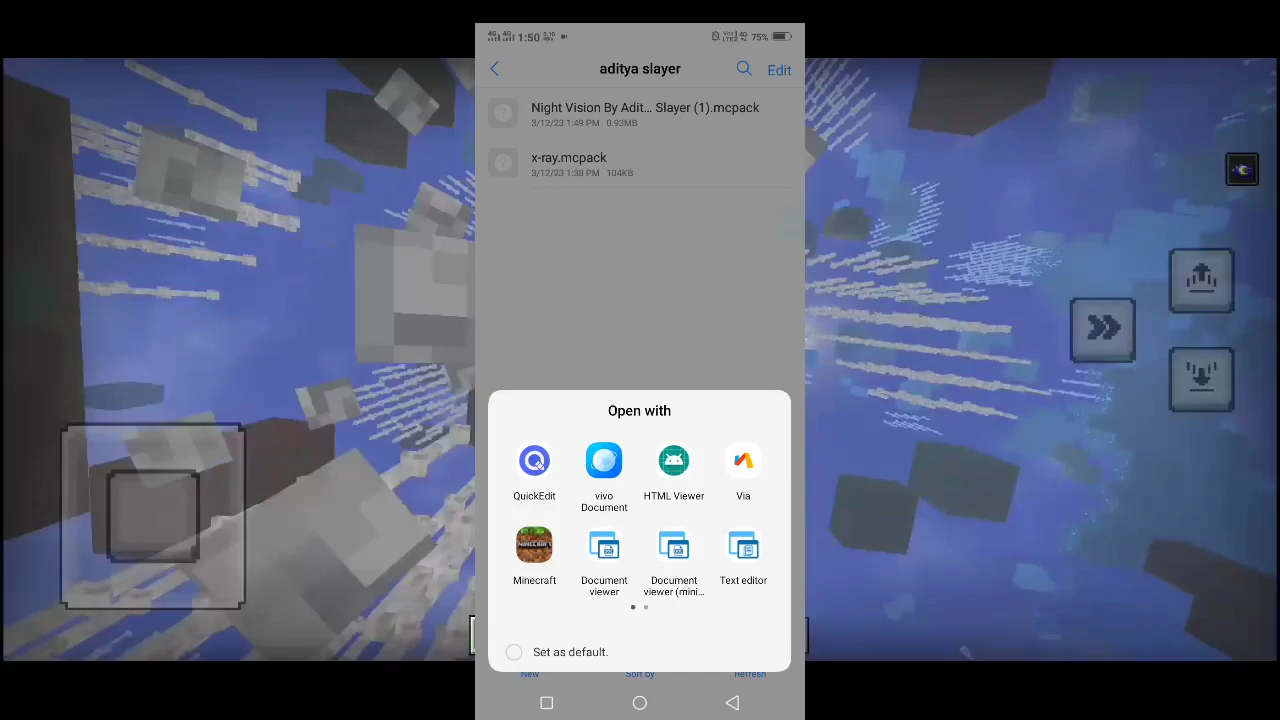 1:50
75%
aditya slayer
Edit
Night Vision By Adit... Slayer (1).mcpack
3/12/23 1:49 PM 0.93MB
x-ray.mcpack
3/12/23 1:38 PM 104KB
Open with
QuickEdit
vivo
Document
HTML Viewer
Via
Minecraft
Document
viewer
Document
viewer (mini...
Text editor
Set as default.
New
Sort by
Refresh